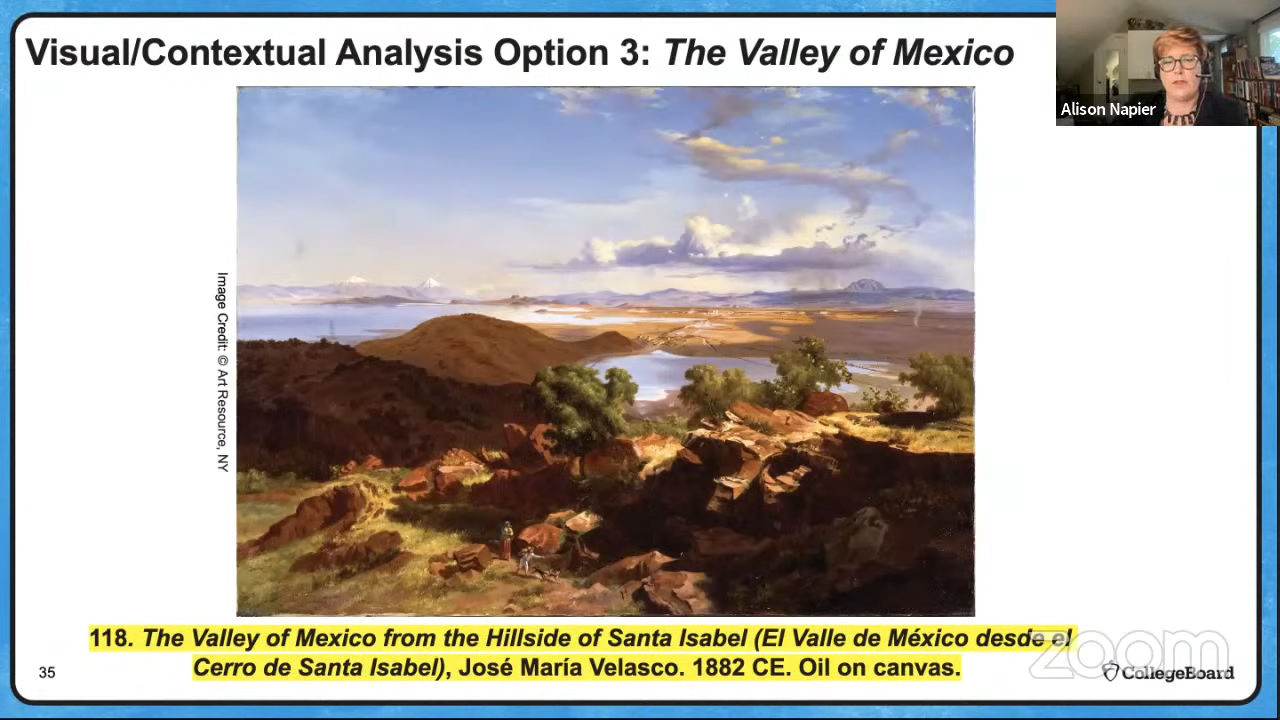 Visual/Contextual Analysis Option 3: The Valley of Mexico
Alison Napier
Image Credit: © Art Resource, NY
118. The Valley of Mexico from the Hillside of Santa Isabel (El Valle de México desde el
Cerro de Santa Isabel), José María Velasco. 1882 CE. Oil on canvas.
zoom
35
CollegeBoard